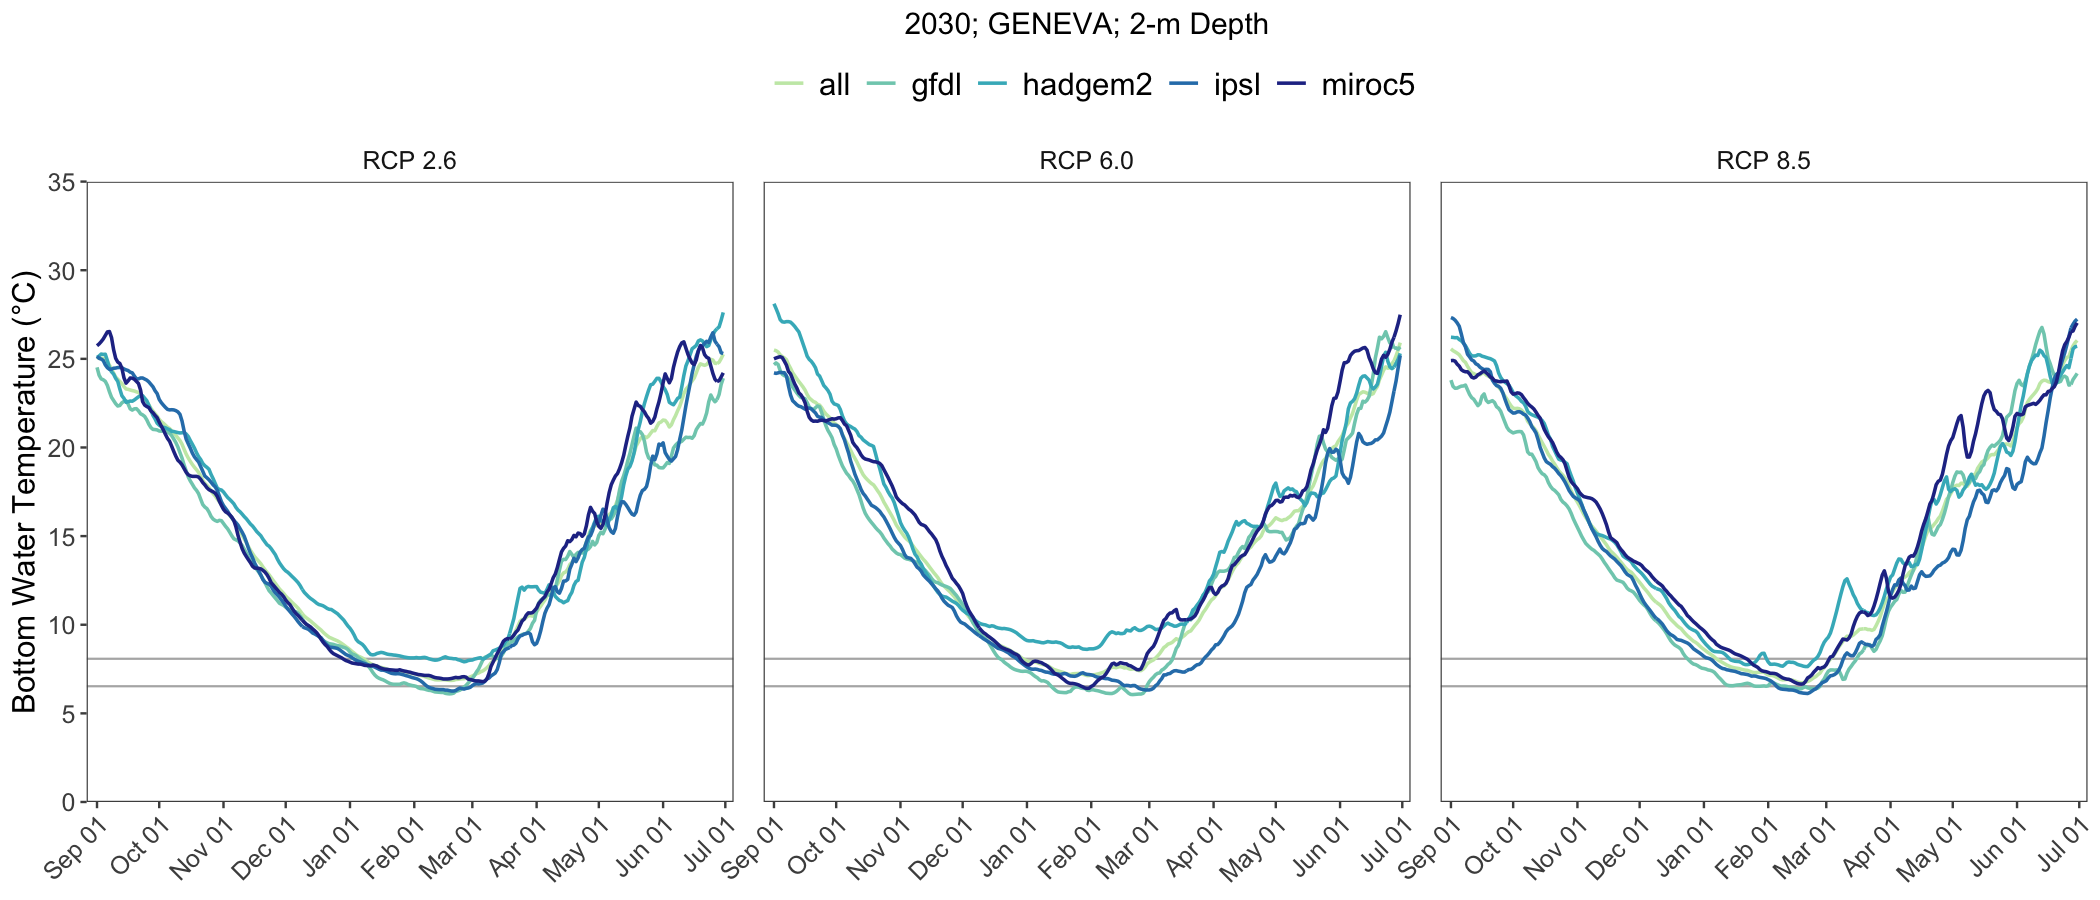 2030; GENEVA; 2-m Depth
all gfdl hadgem2 ipsl miroc5
RCP 2.6 RCP 6.0 RCP 8.5
Bottom Water Temperature (°C)
35
30
25
20
15
10
5
0
Sep 01 Oct 01 Nov 01 Dec 01 Jan 01 Feb 01 Mar 01 Apr 01 May 01 Jun 01 Jul 01 Sep 01 Oct 01 Nov 01 Dec 01 Jan 01 Feb 01 Mar 01 Apr 01 May 01 Jun 01 Jul 01 Sep 01 Oct 01 Nov 01 Dec 01 Jan 01 Feb 01 Mar 01 Apr 01 May 01 Jun 01 Jul 01